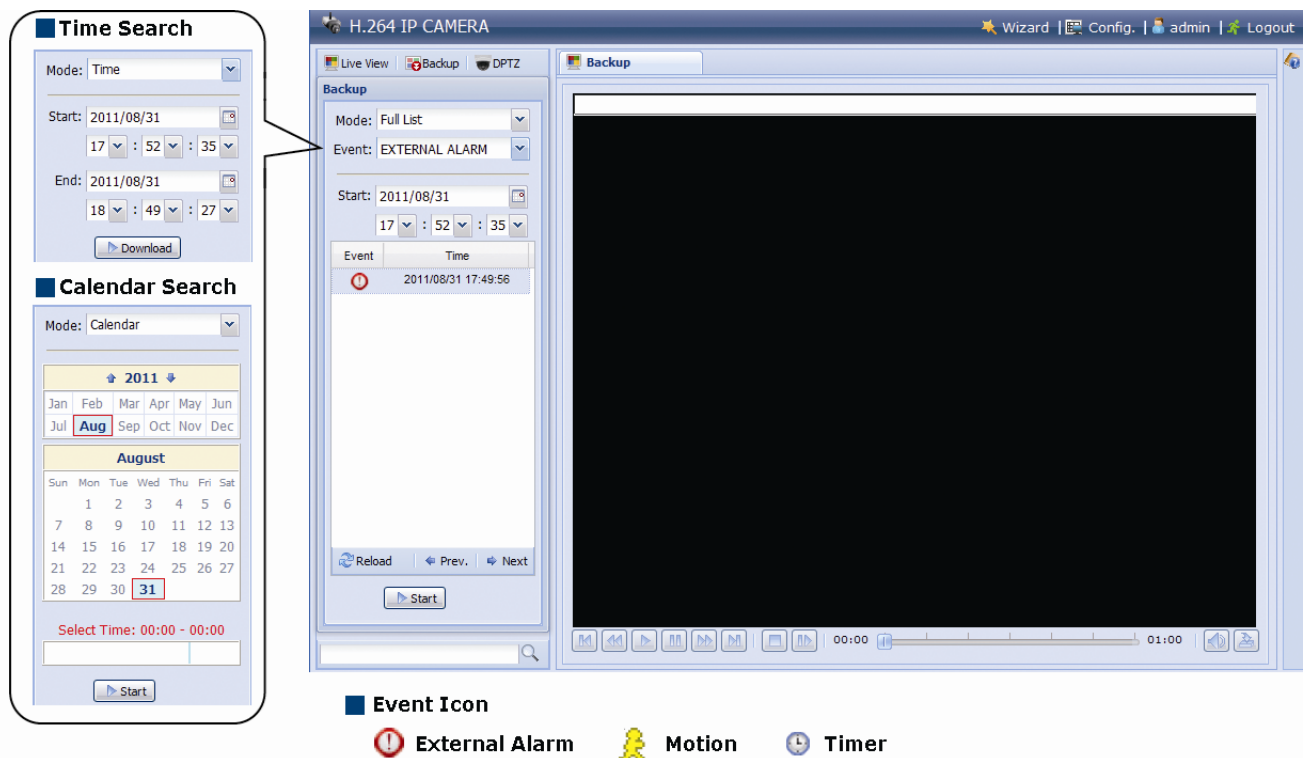 Time Search
Mode: Time
Start: 2011/08/31
17 : 52 : 35
End: 2011/08/31
18 : 49 : 27
Download
Calendar Search
Mode: Calendar
2011
Jan Feb Mar Apr May Jun
Jul Aug Sep Oct Nov Dec
August
Sun Mon Tue Wed Thu Fri Sat
1 2 3 4 5 6
7 8 9 10 11 12 13
14 15 16 17 18 19 20
21 22 23 24 25 26 27
28 29 30 31
Select Time: 00:00 - 00:00
Start
H.264 IP CAMERA
Wizard | Config. | admin | Logout
Live View Backup DPTZ
Backup
Mode: Full List
Event: EXTERNAL ALARM
Start: 2011/08/31
17 : 52 : 35
Event Time
2011/08/31 17:49:56
Reload Prev. Next
Start
Backup
00:00 01:00
Event Icon
External Alarm Motion Timer